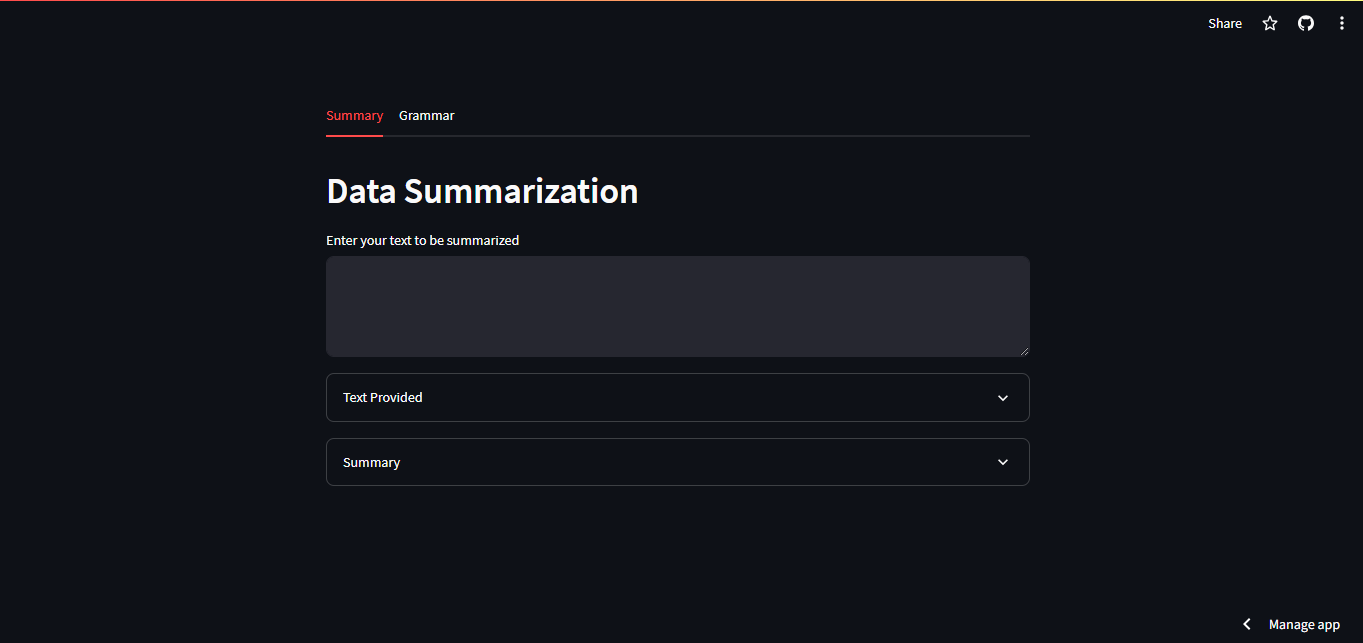 Share
Summary Grammar
Data Summarization
Enter your text to be summarized
Text Provided
Summary
Manage app